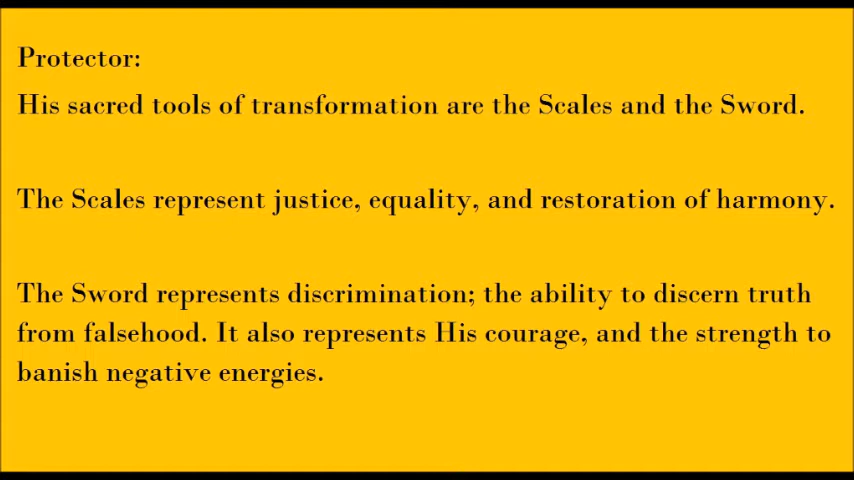 Protector:
His sacred tools of transformation are the Scales and the Sword.
The Scales represent justice, equality, and restoration of harmony.
The Sword represents discrimination; the ability to discern truth
from falsehood. It also represents His courage, and the strength to
banish negative energies.